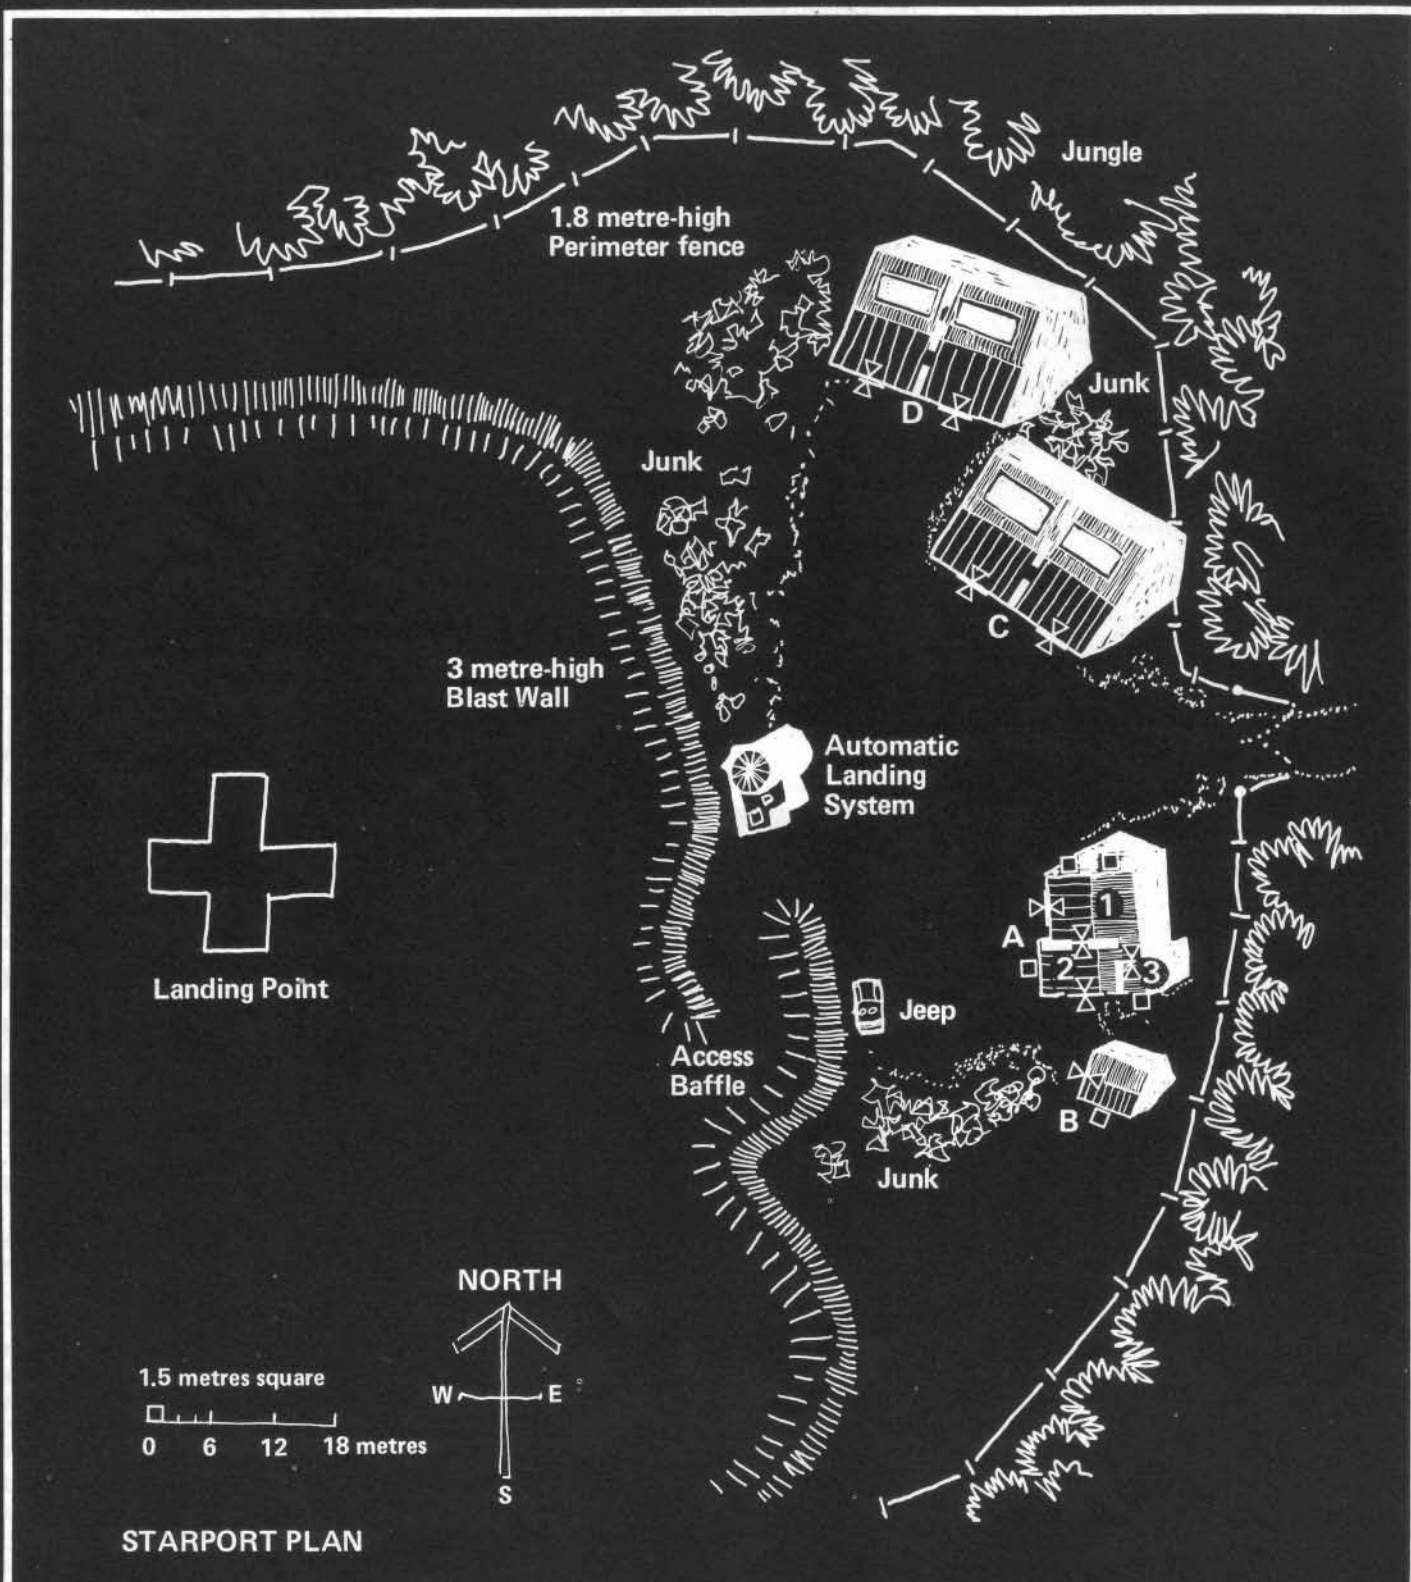 Jungle
1.8 metre-high
Perimeter fence
Junk
D
Junk
C
3 metre-high
Blast Wall
Automatic
Landing
System
1
A
2
3
Landing Point
Jeep
Access
Baffle
B
Junk
NORTH
1.5 metres square
W
E
0 6 12 18 metres
S
STARPORT PLAN